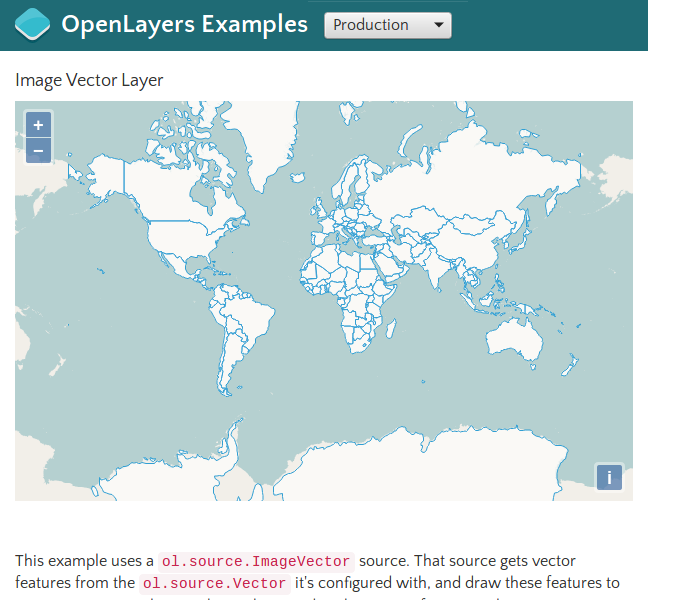 OpenLayers Examples
Production
Image Vector Layer
+
−
i
This example uses a ol.source.ImageVector source. That source gets vector
features from the ol.source.Vector it's configured with, and draw these features to